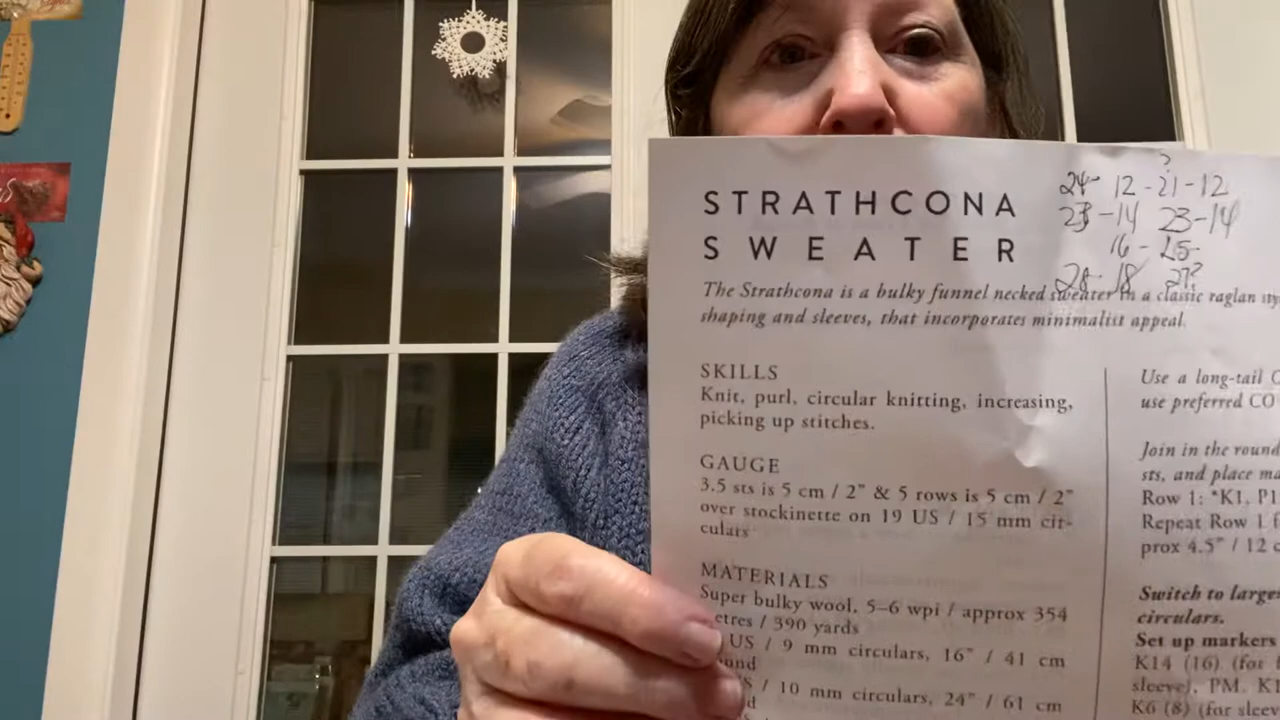 STRATHCONA
SWEATER
24- 12 - 21 - 12
- 14 23 - 14
16 - 25-
28- 18 27?
The Strathcona is a bulky funnel necked sweater in a classic raglan
shaping and sleeves, that incorporates minimalist appeal.
SKILLS
Knit, purl, circular knitting, increasing,
picking up stitches.
GAUGE
3.5 sts is 5 cm / 2" & 5 rows is 5 cm / 2"
over stockinette on 19 US / 15 mm cir-
culars
MATERIALS
Super bulky wool, 5–6 wpi / approx 354
etres / 390 yards
US / 9 mm circulars, 16" / 41 cm
ound
S / 10 mm circulars, 24" / 61 cm
Use a long-tail
use preferred CO
Join in the round
sts, and place
Row 1: *K1, P1
Repeat Row 1
prox 4.5" / 12
Switch to
circulars.
Set up markers
K14 (16) (for
sleeve), PM. K1
K6 (8) (for